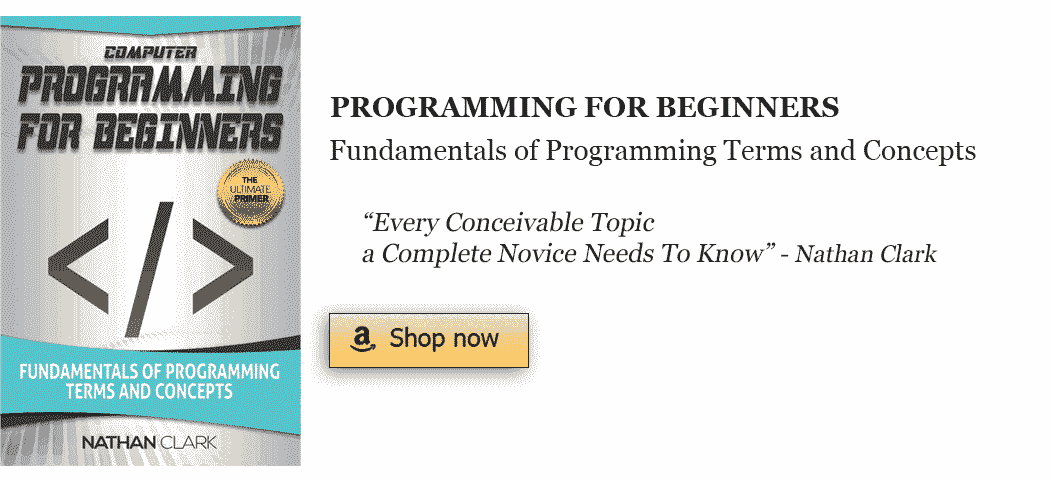 COMPUTER
PROGRAMMING
FOR BEGINNERS
THE
ULTIMATE
PRIMER
</>
FUNDAMENTALS OF PROGRAMMING
TERMS AND CONCEPTS
NATHAN CLARK
PROGRAMMING FOR BEGINNERS
Fundamentals of Programming Terms and Concepts
“Every Conceivable Topic
a Complete Novice Needs To Know” - Nathan Clark
a Shop now